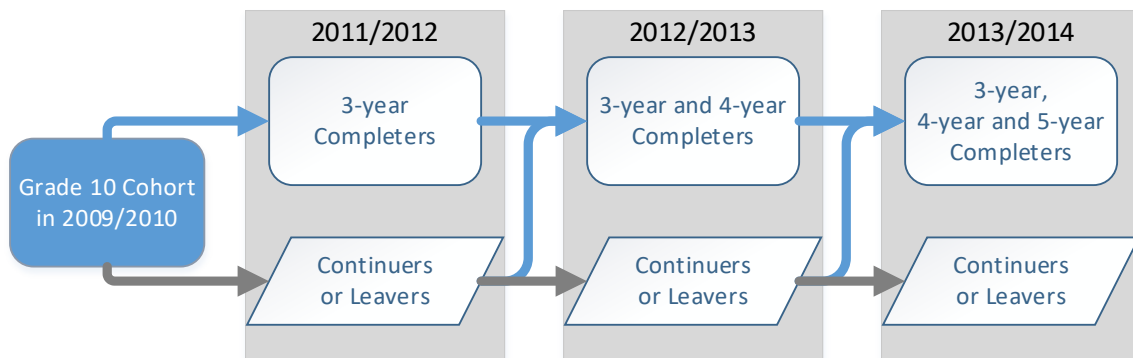 Grade 10 Cohort
in 2009/2010
2011/2012
3-year
Completers
Continuers
or Leavers
2012/2013
3-year and 4-year
Completers
Continuers
or Leavers
2013/2014
3-year,
4-year and 5-year
Completers
Continuers
or Leavers